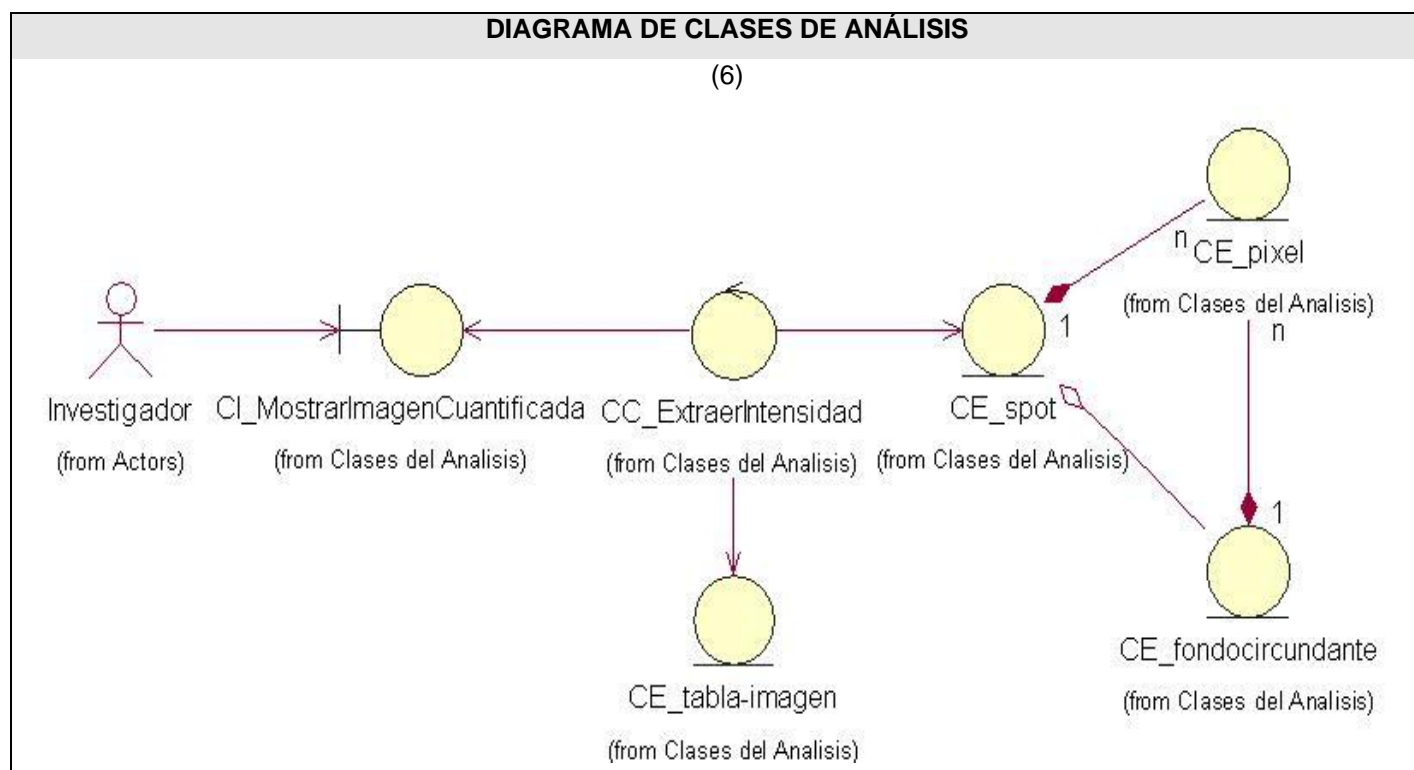 DIAGRAMA DE CLASES DE ANÁLISIS
(6)
n
CE_pixel
(from Clases del Analisis)
n
1
Investigador
(from Actors)
CI_MostrarImagenCuantificada
(from Clases del Analisis)
CC_ExtraerIntensidad
(from Clases del Analisis)
CE_spot
(from Clases del Analisis)
1
CE_fondocircundante
(from Clases del Analisis)
CE_tabla-imagen
(from Clases del Analisis)